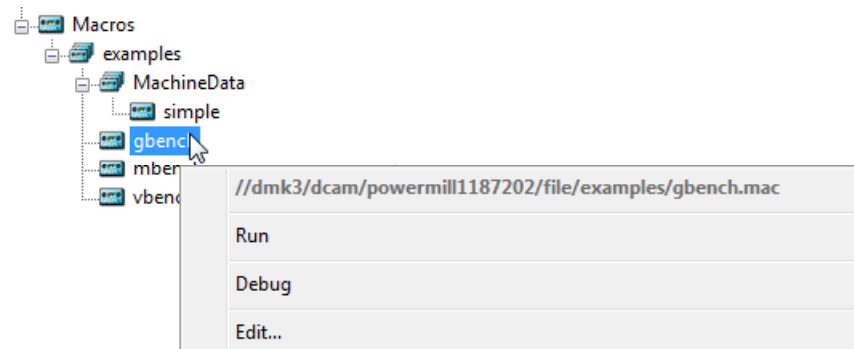 Macros
examples
MachineData
simple
gbench
//dmk3/dcam/powermill1187202/file/examples/gbench.mac
Run
Debug
Edit...